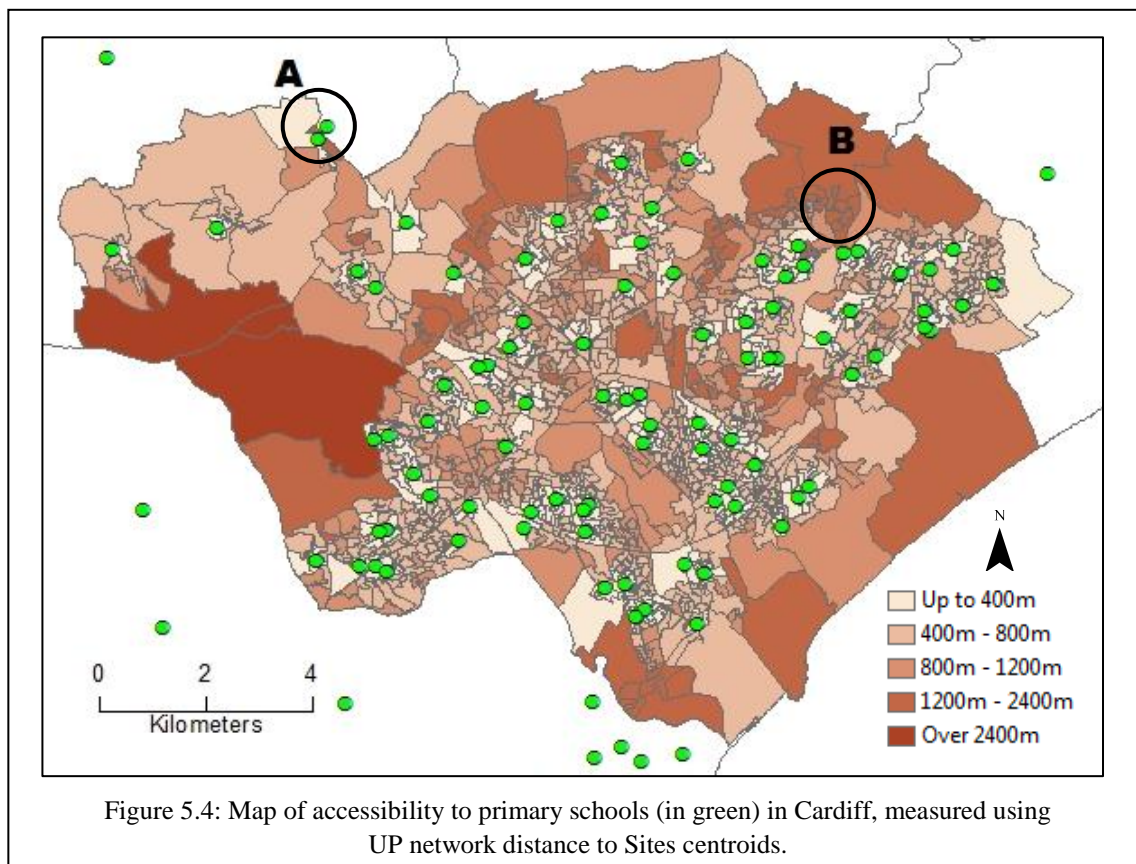 A
B
N
Up to 400m
400m - 800m
800m - 1200m
1200m - 2400m
Over 2400m
0 2 4
Kilometers
Figure 5.4: Map of accessibility to primary schools (in green) in Cardiff, measured using
UP network distance to Sites centroids.